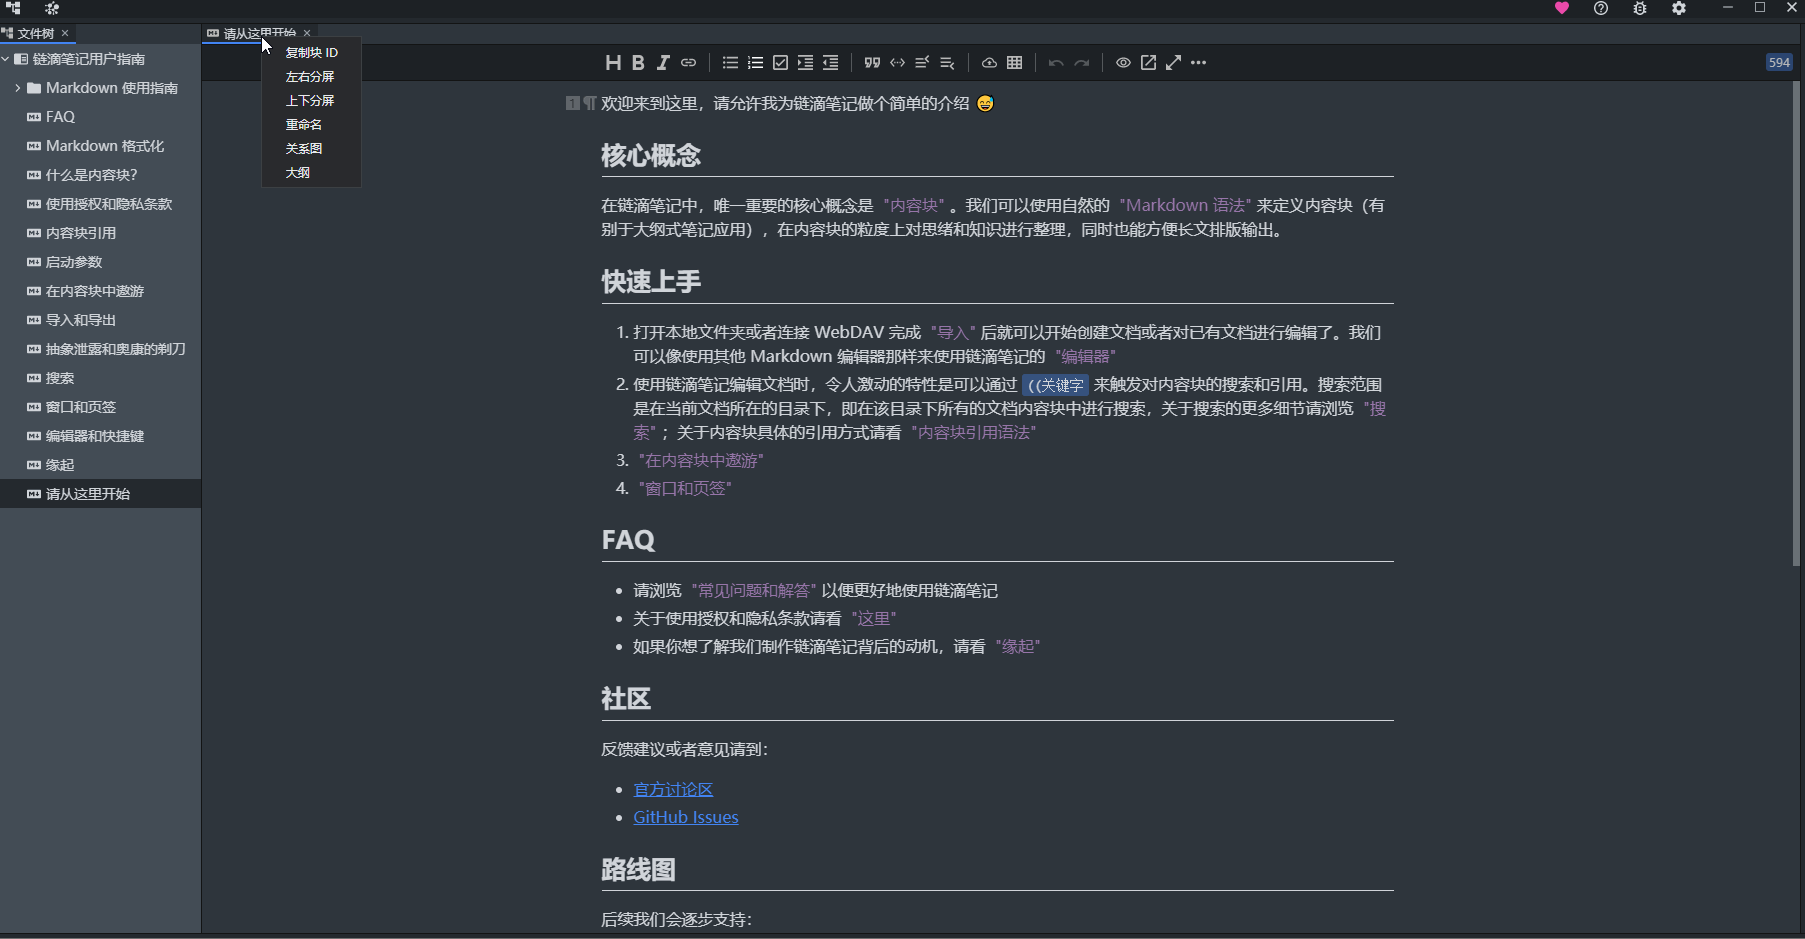 文件树
请从这里开始
链滴笔记用户指南
Markdown 使用指南
FAQ
Markdown 格式化
什么是内容块?
使用授权和隐私条款
内容块引用
启动参数
在内容块中遨游
导入和导出
抽象泄露和奥康的剃刀
搜索
窗口和页签
编辑器和快捷键
缘起
请从这里开始
复制块 ID
左右分屏
上下分屏
重命名
关系图
大纲
594
欢迎来到这里，请允许我为链滴笔记做个简单的介绍 😅
核心概念
在链滴笔记中，唯一重要的核心概念是 "内容块" 。我们可以使用自然的 "Markdown 语法" 来定义内容块（有
别于大纲式笔记应用），在内容块的粒度上对思绪和知识进行整理，同时也能方便长文排版输出。
快速上手
1. 打开本地文件夹或者连接 WebDAV 完成 "导入" 后就可以开始创建文档或者对已有文档进行编辑了。我们
可以像使用其他 Markdown 编辑器那样来使用链滴笔记的 "编辑器"
2. 使用链滴笔记编辑文档时，令人激动的特性是可以通过 ((关键字 来触发对内容块的搜索和引用。搜索范围
是在当前文档所在的目录下，即在该目录下所有的文档内容块中进行搜索，关于搜索的更多细节请浏览 "搜
索" ；关于内容块具体的引用方式请看 "内容块引用语法"
3. "在内容块中遨游"
4. "窗口和页签"
FAQ
• 请浏览 "常见问题和解答" 以便更好地使用链滴笔记
• 关于使用授权和隐私条款请看 "这里"
• 如果你想了解我们制作链滴笔记背后的动机，请看 "缘起"
社区
反馈建议或者意见请到：
• 官方讨论区
• GitHub Issues
路线图
后续我们会逐步支持：